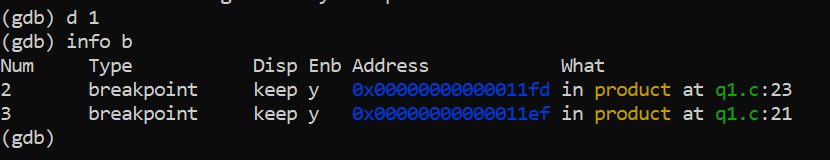 (gdb) d 1
(gdb) info b
Num     Type           Disp Enb Address            What
2       breakpoint     keep y   0x00000000000011fd in product at q1.c:23
3       breakpoint     keep y   0x00000000000011ef in product at q1.c:21
(gdb)